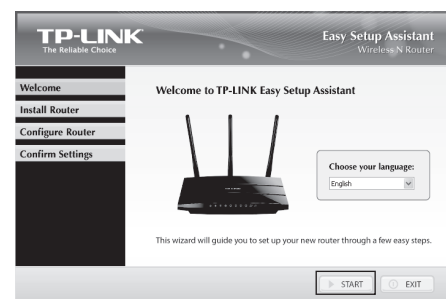 TP-LINK
The Reliable Choice
Easy Setup Assistant
Wireless N Router
Welcome
Install Router
Configure Router
Confirm Settings
Welcome to TP-LINK Easy Setup Assistant
TP-LINK
Choose your language:
English
This wizard will guide you to set up your new router through a few easy steps.
START
EXIT